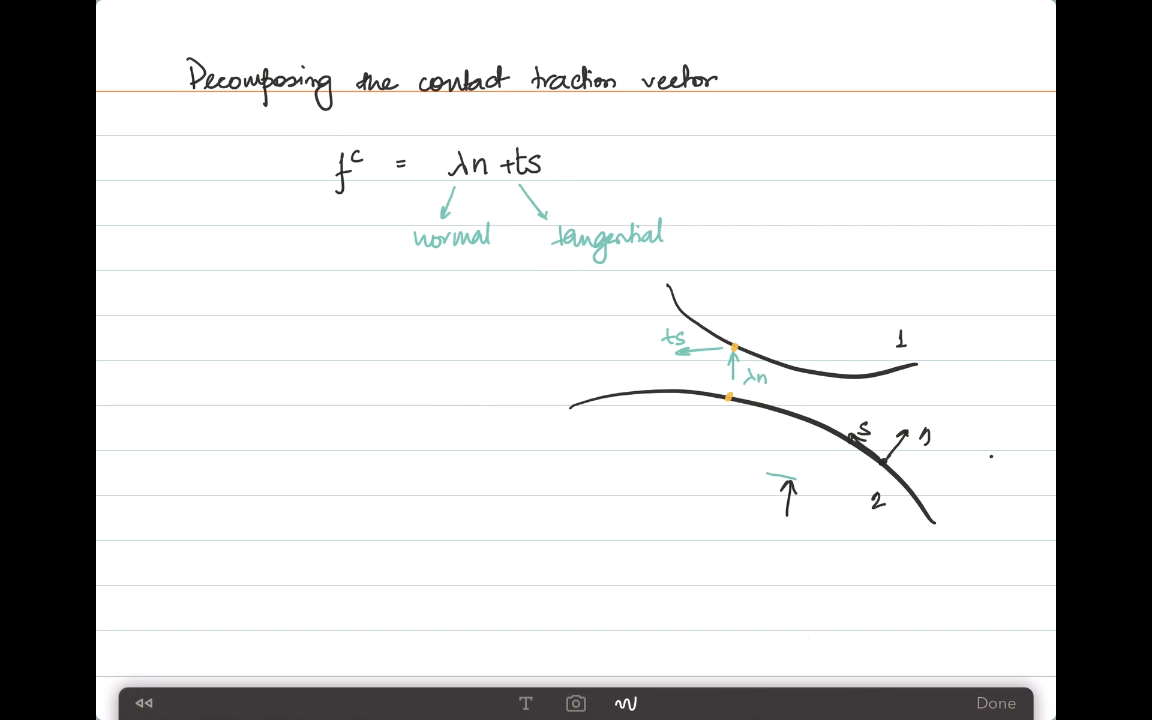 Decomposing the contact traction vector
f^c = λn + ts
normal tangential
1
ts
λn
s n
2
T Done